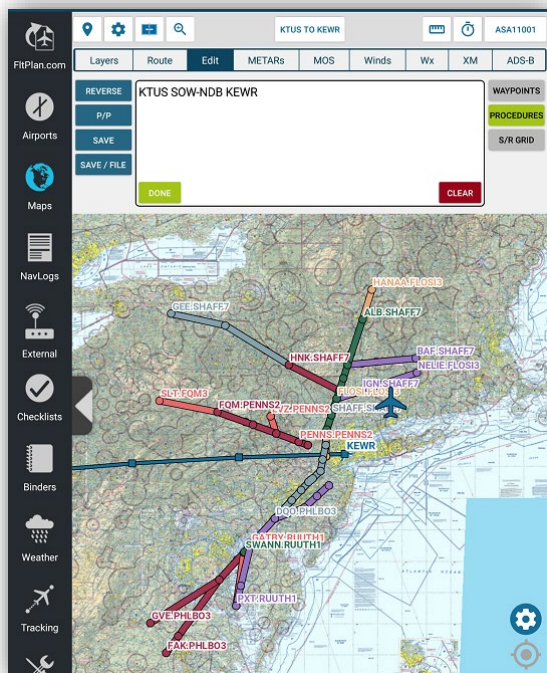 KTUS TO KEWR
ASA11001
FltPlan.com
Layers Route Edit METARs MOS Winds Wx XM ADS-B
REVERSE
P/P
SAVE
SAVE / FILE
KTUS SOW-NDB KEWR
DONE
CLEAR
WAYPOINTS
PROCEDURES
S/R GRID
Airports
Maps
NavLogs
External
Checklists
Binders
Weather
Tracking
HANAA.FLOSI3
GEE.SHAFF7
ALB.SHAFF7
HNK.SHAFF7
BAF.SHAFF7
NELIE.FLOSI3
IGN.SHAFF7
SLT.FQM3
FQM.PENNS2
LVZ.PENNS2
PENNS.PENNS2
KEWR
DQO.PHLBO3
GATBY.RUUTH1
SWANN.RUUTH1
PXT.RUUTH1
GVE.PHLBO3
FAK.PHLBO3